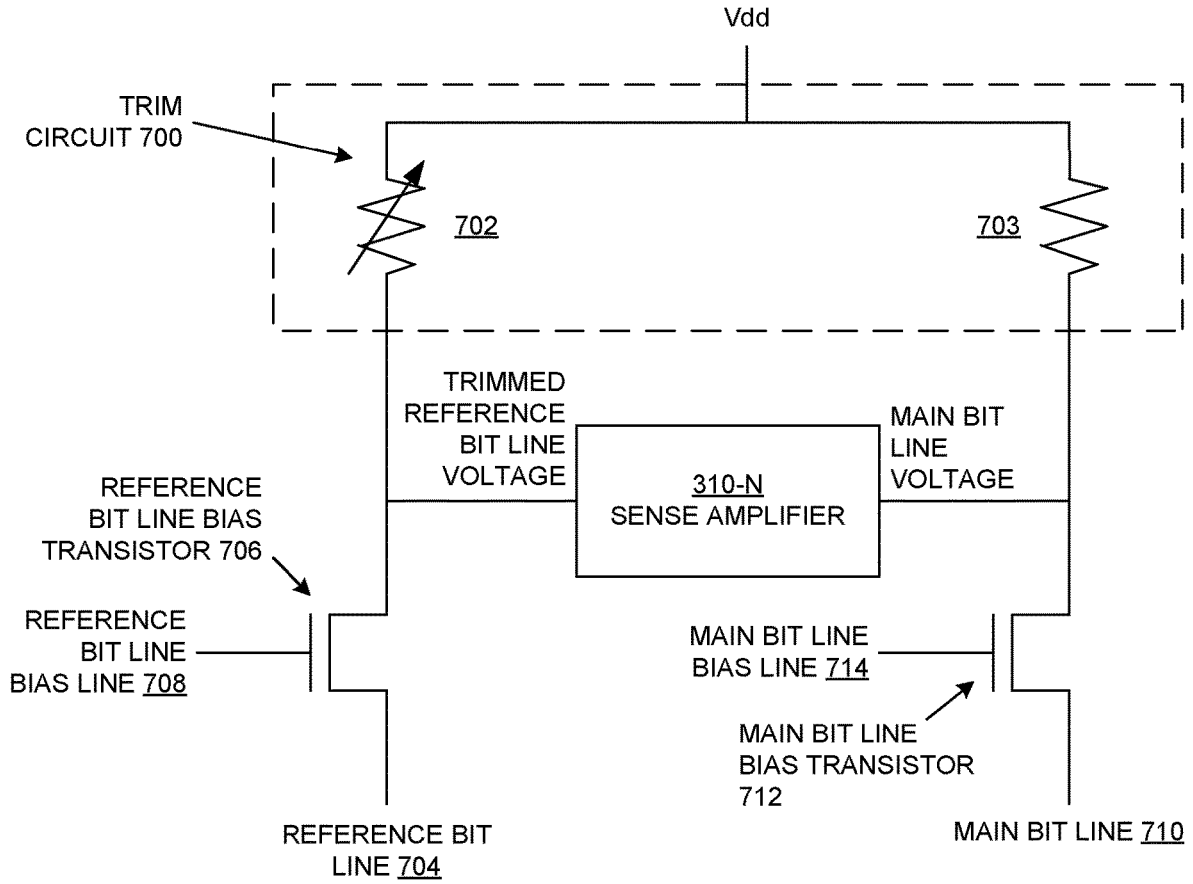 Vdd
TRIM
CIRCUIT 700
702
703
TRIMMED
REFERENCE
BIT LINE
VOLTAGE
MAIN BIT
LINE
VOLTAGE
310-N
SENSE AMPLIFIER
REFERENCE
BIT LINE BIAS
TRANSISTOR 706
REFERENCE
BIT LINE
BIAS LINE 708
MAIN BIT LINE
BIAS LINE 714
MAIN BIT LINE
BIAS TRANSISTOR
712
REFERENCE BIT
LINE 704
MAIN BIT LINE 710